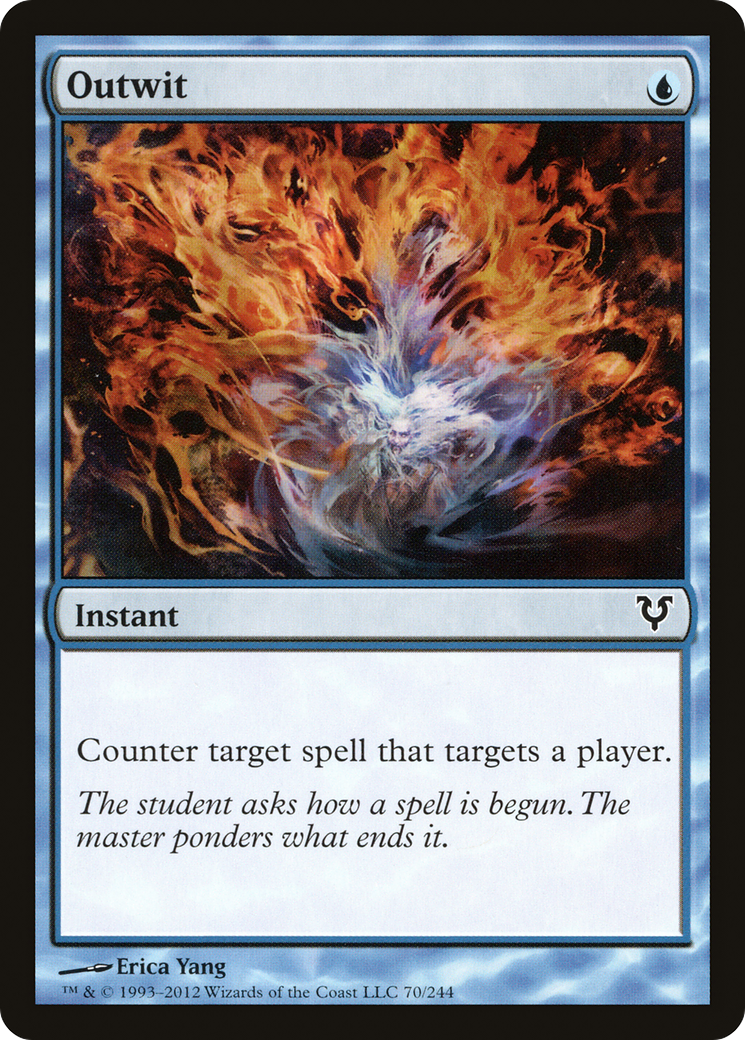 Outwit
Instant
Counter target spell that targets a player.
The student asks how a spell is begun. The
master ponders what ends it.
Erica Yang
™ & © 1993–2012 Wizards of the Coast LLC 70/244